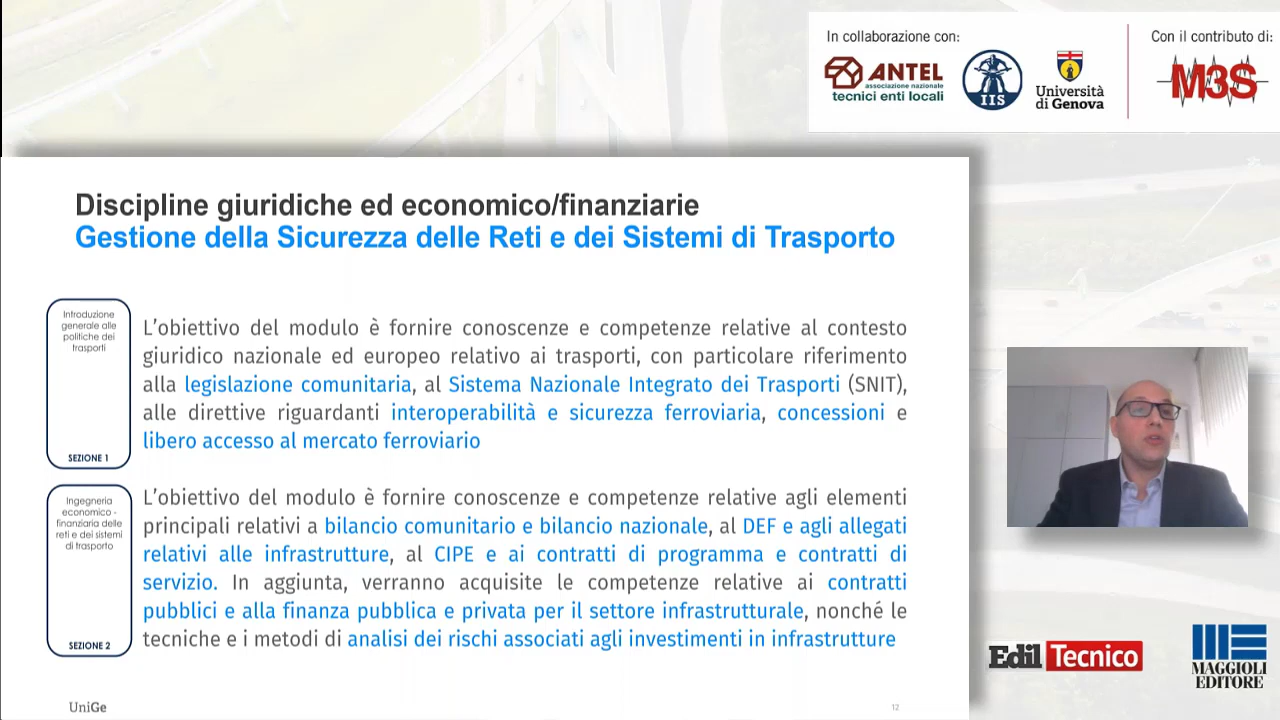 In collaborazione con:
Con il contributo di:
ANTEL
associazione nazionale
tecnici enti locali
IIS
Università
di Genova
M3S
Discipline giuridiche ed economico/finanziarie
Gestione della Sicurezza delle Reti e dei Sistemi di Trasporto
Introduzione
generale alle
politiche dei
trasporti
SEZIONE 1
L’obiettivo del modulo è fornire conoscenze e competenze relative al contesto
giuridico nazionale ed europeo relativo ai trasporti, con particolare riferimento
alla legislazione comunitaria, al Sistema Nazionale Integrato dei Trasporti (SNIT),
alle direttive riguardanti interoperabilità e sicurezza ferroviaria, concessioni e
libero accesso al mercato ferroviario
Ingegneria
economico -
finanziaria delle
reti e dei sistemi
di trasporto
SEZIONE 2
L’obiettivo del modulo è fornire conoscenze e competenze relative agli elementi
principali relativi a bilancio comunitario e bilancio nazionale, al DEF e agli allegati
relativi alle infrastrutture, al CIPE e ai contratti di programma e contratti di
servizio. In aggiunta, verranno acquisite le competenze relative ai contratti
pubblici e alla finanza pubblica e privata per il settore infrastrutturale, nonché le
tecniche e i metodi di analisi dei rischi associati agli investimenti in infrastrutture
UniGe
12
Edil Tecnico
MAGGIOLI
EDITORE